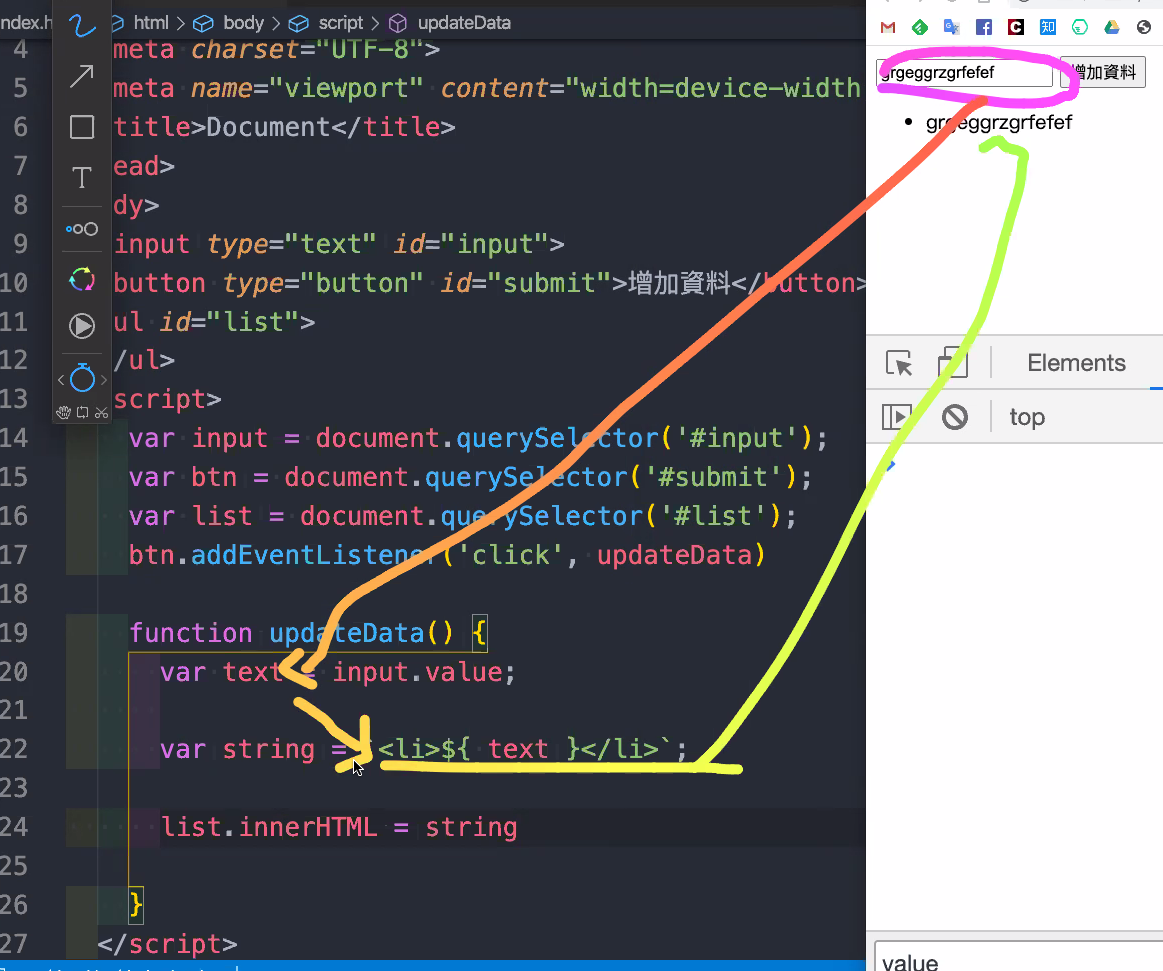 ndex.h html > body > script > updateData
4 meta charset="UTF-8">
5 meta name="viewport" content="width=device-width
6 title>Document</title>
7 ead>
8 dy>
9 input type="text" id="input">
10 button type="button" id="submit">增加資料</button>
11 ul id="list">
12 /ul>
13 script>
14 var input = document.querySelector('#input');
15 var btn = document.querySelector('#submit');
16 var list = document.querySelector('#list');
17 btn.addEventListener('click', updateData)
18
19 function updateData() {
20 var text = input.value;
21
22 var string = `<li>${ text }</li>`;
23
24 list.innerHTML = string
25
26 }
27 </script>
T
知
grgeggrzgrfefef 增加資料
• grgeggrzgrfefef
Elements
top
value